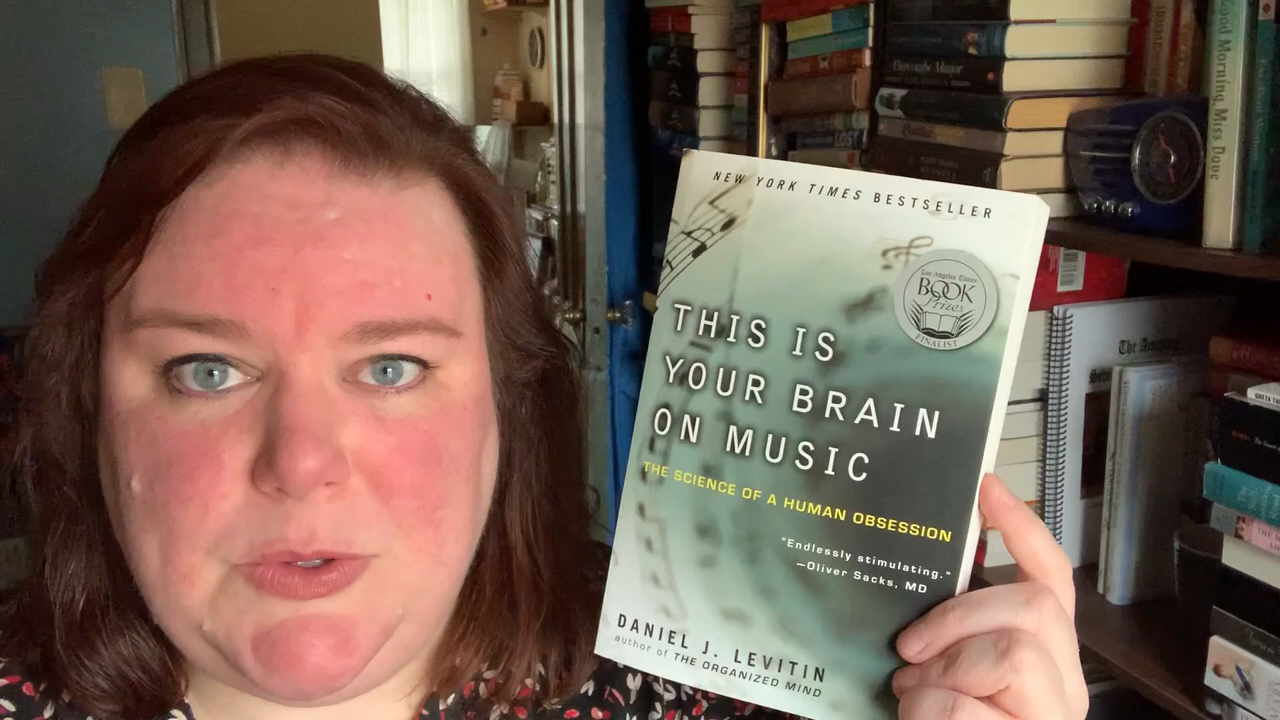 NEW YORK TIMES BESTSELLER
Los Angeles Times
BOOK
Prizes
FINALIST
THIS IS
YOUR BRAIN
ON MUSIC
THE SCIENCE OF A HUMAN OBSESSION
"Endlessly stimulating."
—Oliver Sacks, MD
DANIEL J. LEVITIN
author of THE ORGANIZED MIND
LOST
Good Morning, Miss Dove